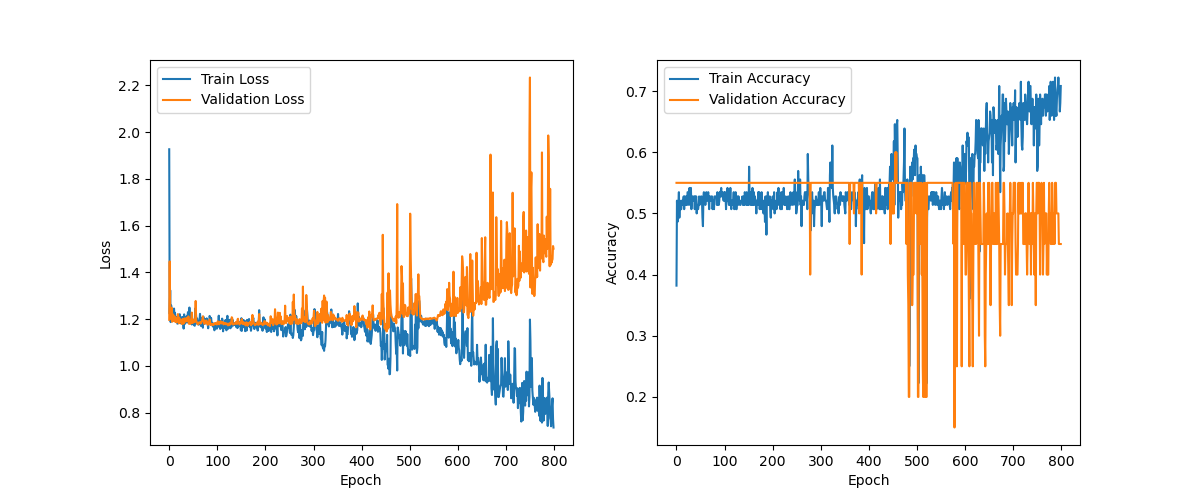 Train Loss
Validation Loss
2.2
2.0
1.8
1.6
1.4
1.2
1.0
0.8
Loss
0 100 200 300 400 500 600 700 800
Epoch
Train Accuracy
Validation Accuracy
0.7
0.6
0.5
0.4
0.3
0.2
Accuracy
0 100 200 300 400 500 600 700 800
Epoch